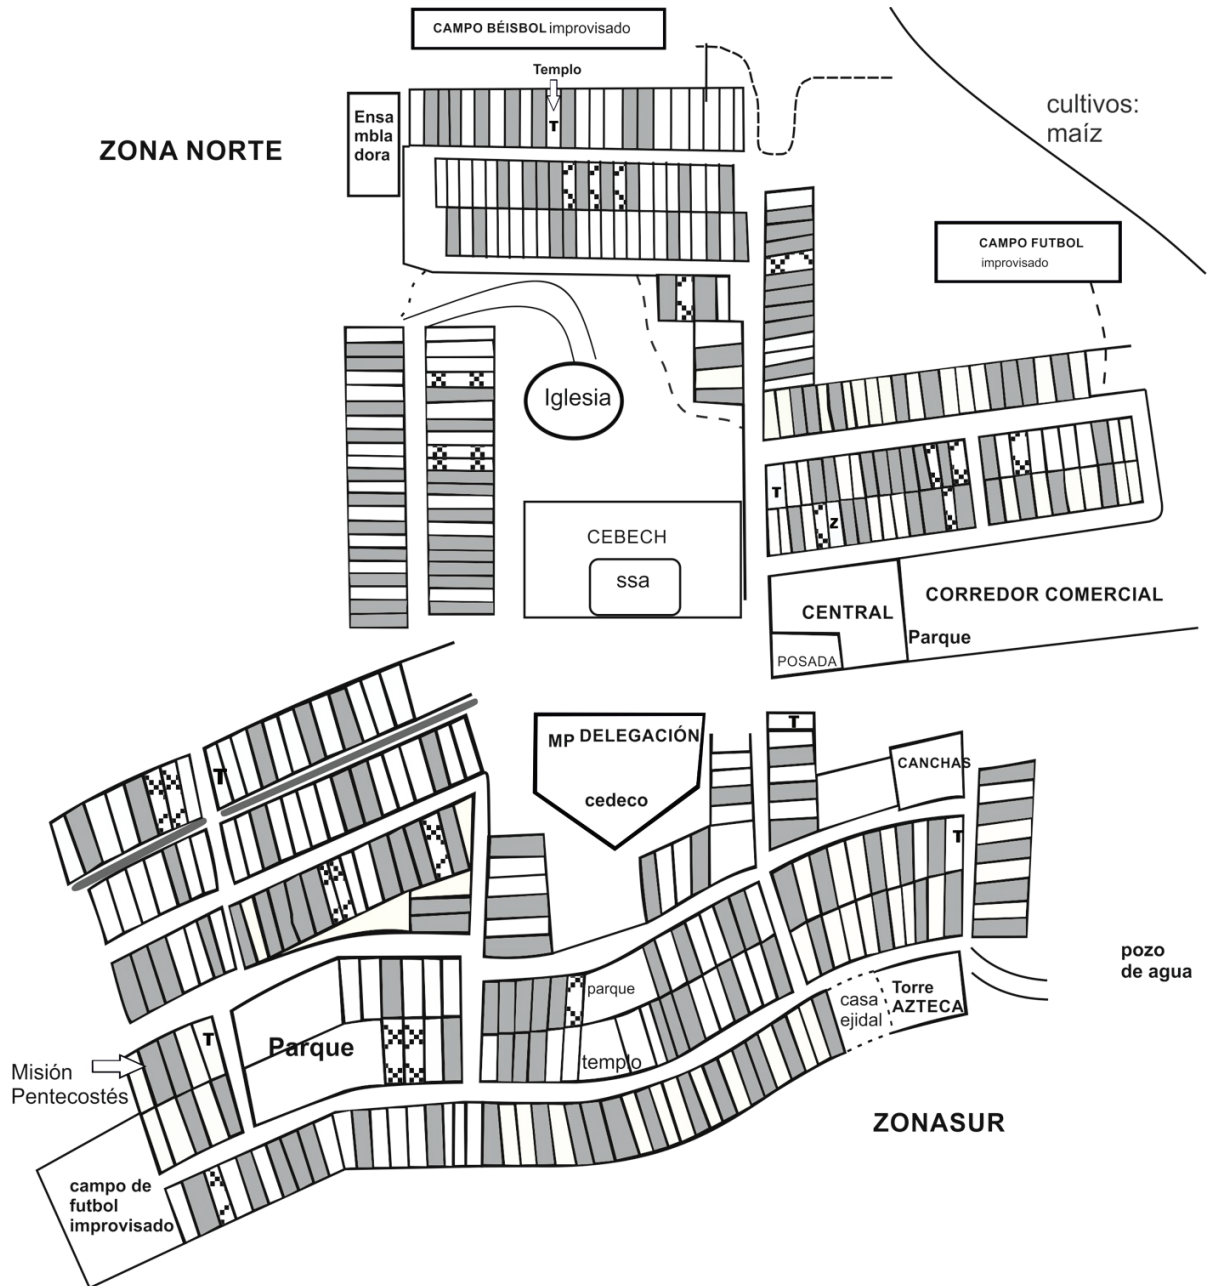 CAMPO BÉISBOL improvisado
Templo
T
Ensa
mbla
dora
ZONA NORTE
cultivos:
maíz
CAMPO FUTBOL
improvisado
Iglesia
T
Z
CEBECH
ssa
CENTRAL
POSADA
CORREDOR COMERCIAL
Parque
MP DELEGACIÓN
cedeco
T
CANCHAS
T
T
pozo
de agua
parque
casa
ejidal
Torre
AZTECA
T
Parque
templo
Misión
Pentecostés
ZONASUR
campo de
futbol
improvisado